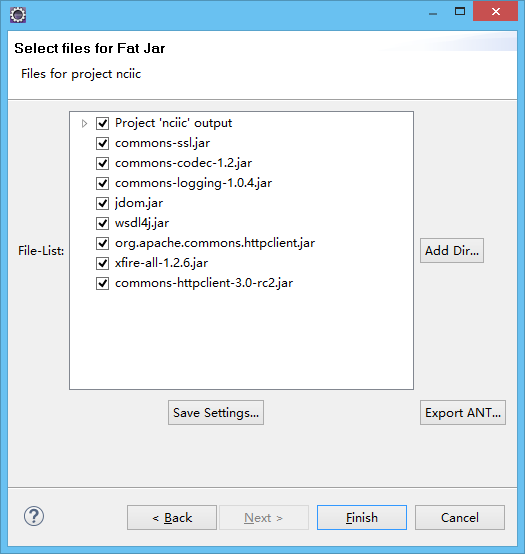 Select files for Fat Jar
Files for project nciic
Project 'nciic' output
commons-ssl.jar
commons-codec-1.2.jar
commons-logging-1.0.4.jar
jdom.jar
wsdl4j.jar
File-List:
org.apache.commons.httpclient.jar
Add Dir...
xfire-all-1.2.6.jar
commons-httpclient-3.0-rc2.jar
Save Settings...
Export ANT...
?
< Back
Next >
Finish
Cancel